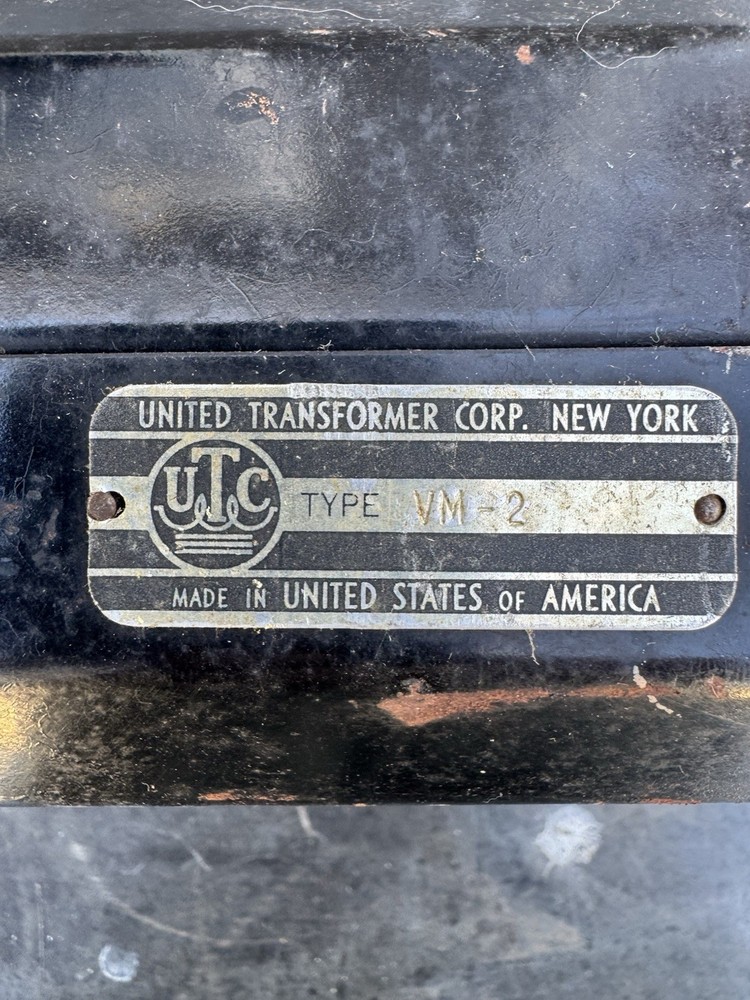 UNITED TRANSFORMER CORP. NEW YORK
UTC
TYPE VM-2
MADE IN UNITED STATES OF AMERICA